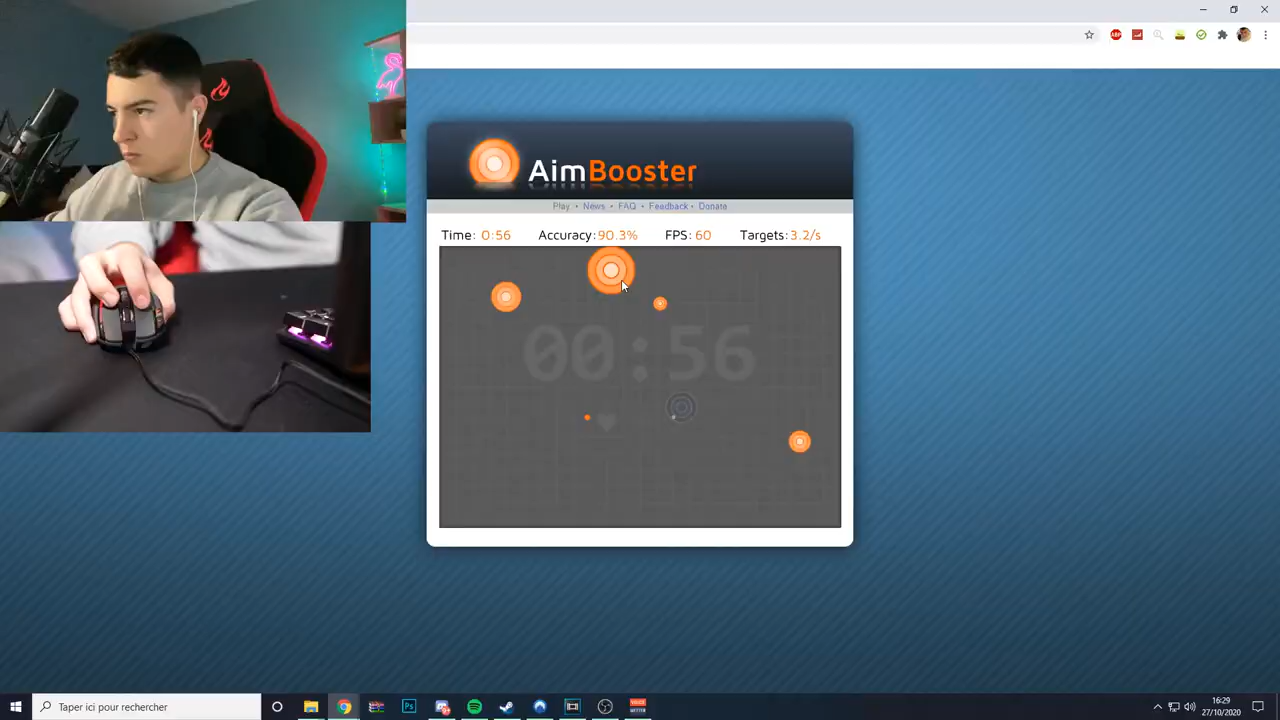 AimBooster
Play • News • FAQ • Feedback • Donate
Time: 0:56 Accuracy: 90.3% FPS: 60 Targets: 3.2/s
00:56
Taper ici pour rechercher
16:29
27/10/2020